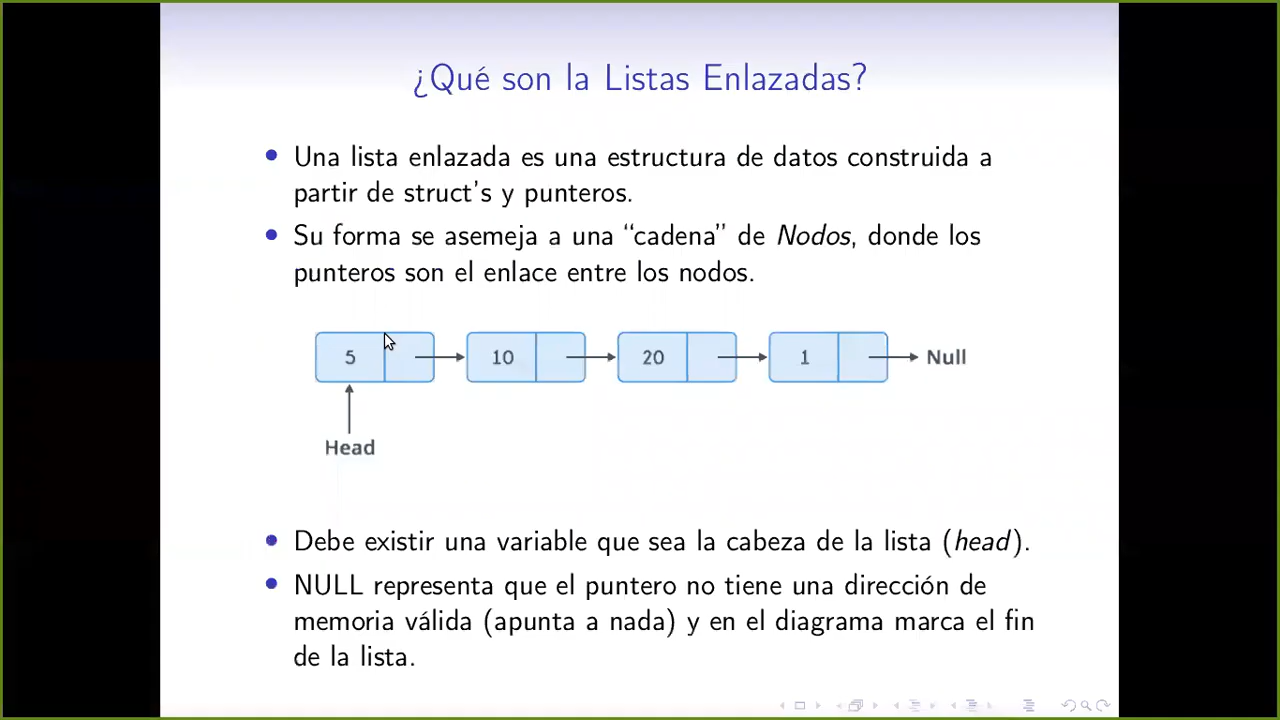 ¿Qué son la Listas Enlazadas?
Una lista enlazada es una estructura de datos construida a
partir de struct's y punteros.
Su forma se asemeja a una “cadena” de Nodos, donde los
punteros son el enlace entre los nodos.
5 10 20 1 Null
Head
Debe existir una variable que sea la cabeza de la lista (head).
NULL representa que el puntero no tiene una dirección de
memoria válida (apunta a nada) y en el diagrama marca el fin
de la lista.